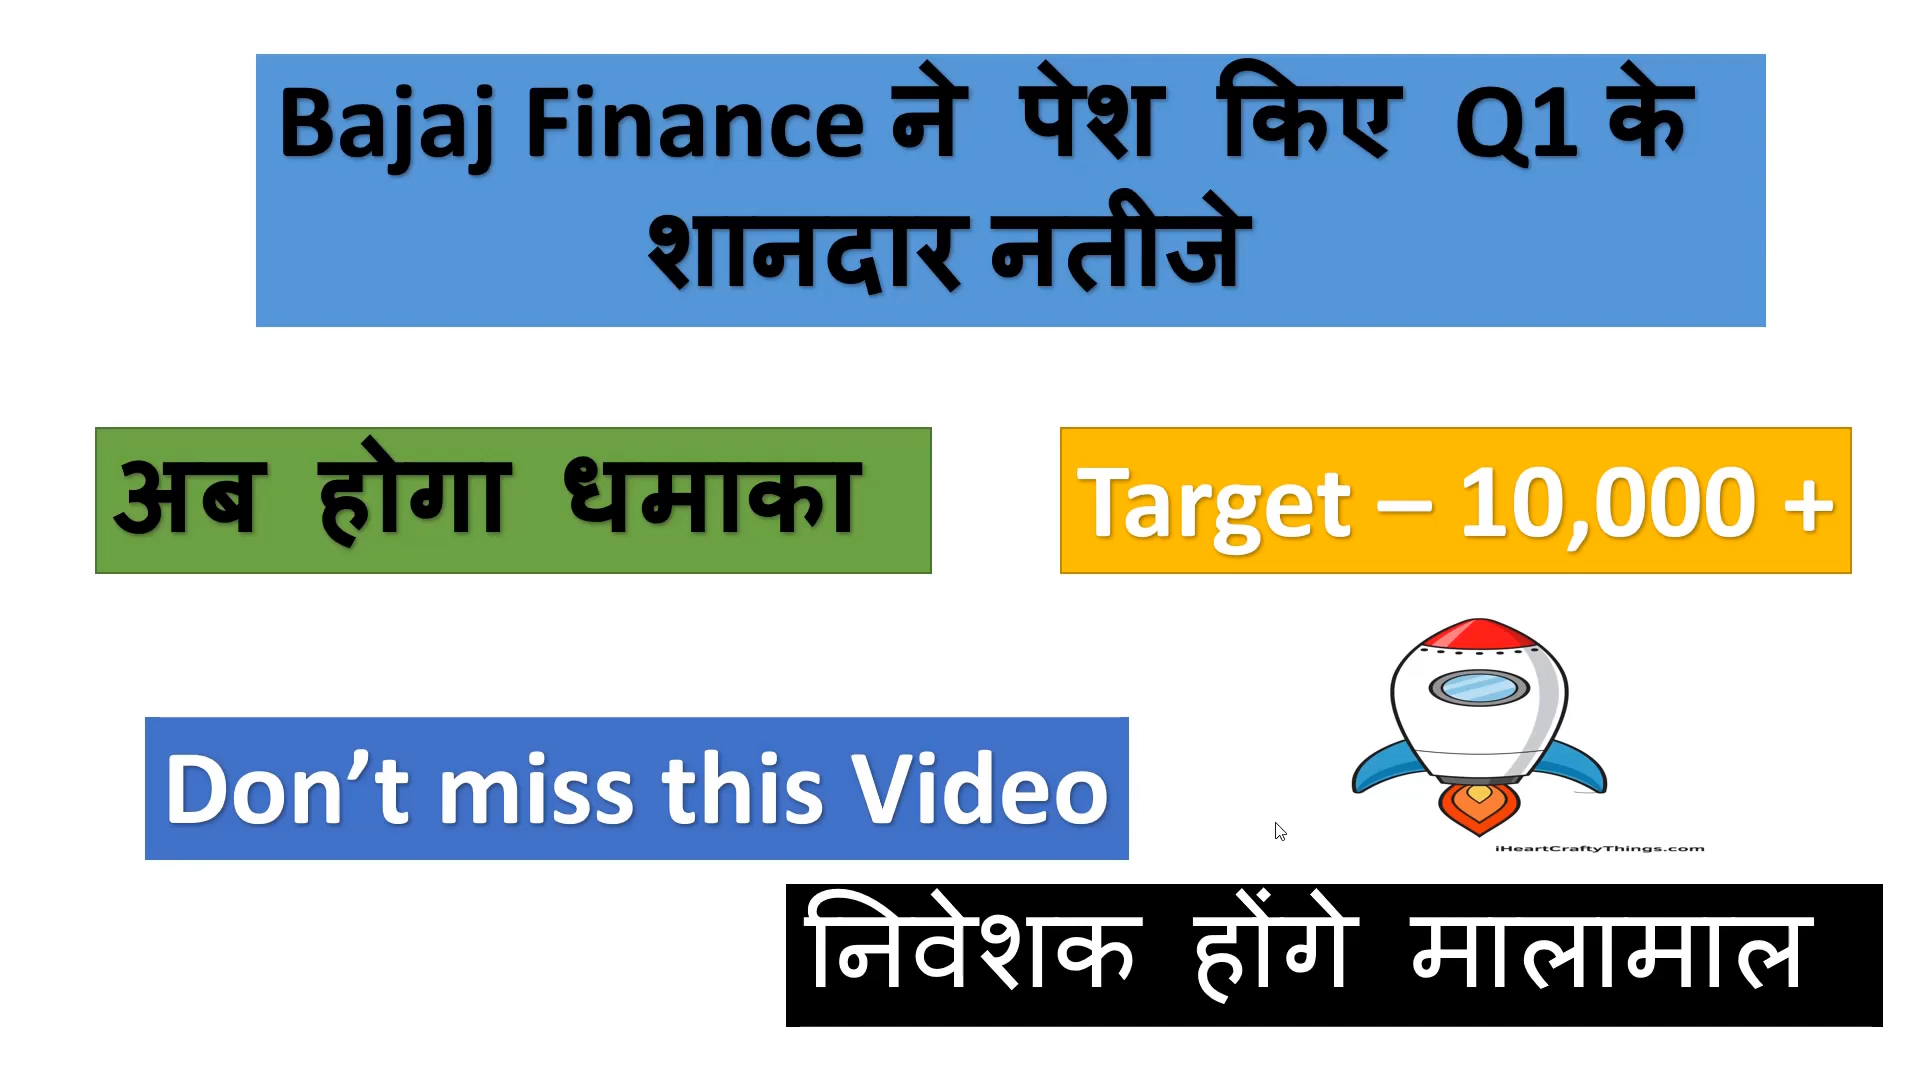 Bajaj Finance ने पेश किए Q1 के
शानदार नतीजे
अब होगा धमाका
Target – 10,000 +
Don’t miss this Video
iHeartCraftyThings.com
निवेशक होंगे मालामाल